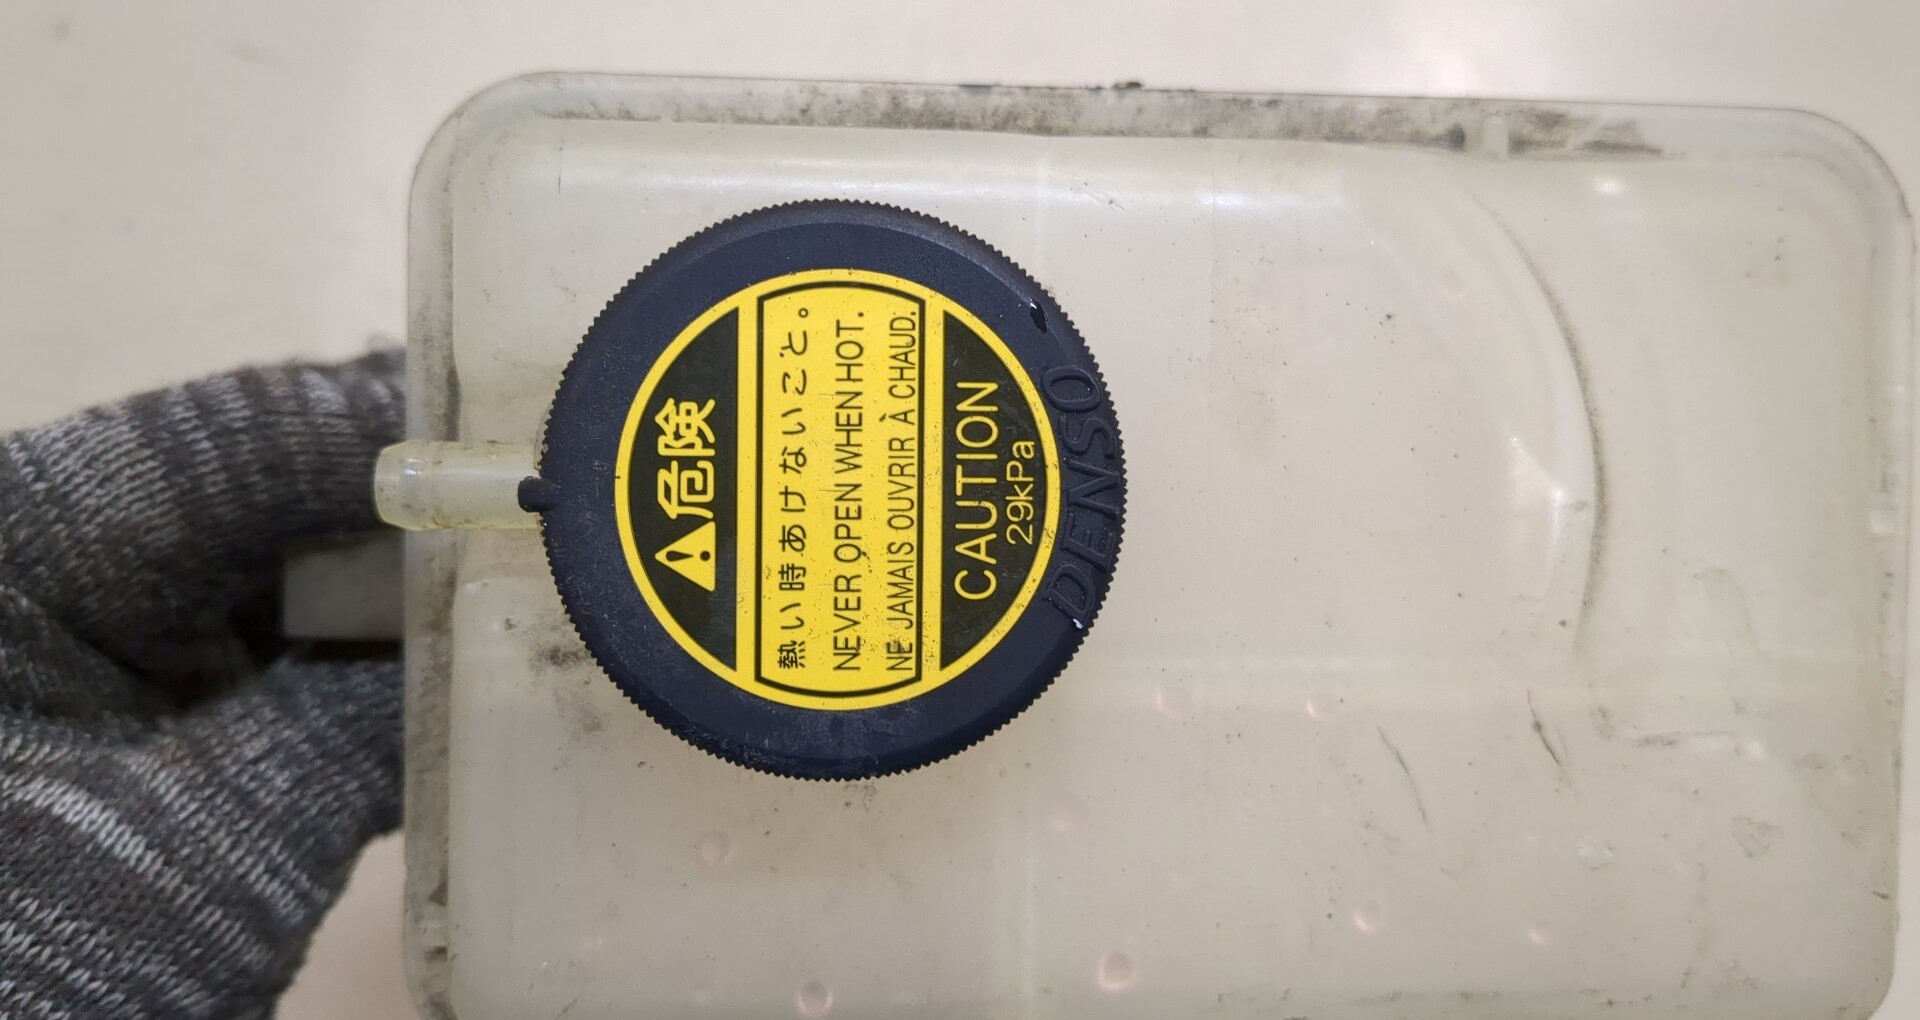 ⚠危険
熱い時あけないこと。
NEVER OPEN WHEN HOT.
NE JAMAIS OUVRIR À CHAUD.
CAUTION
29kPa
DENSO